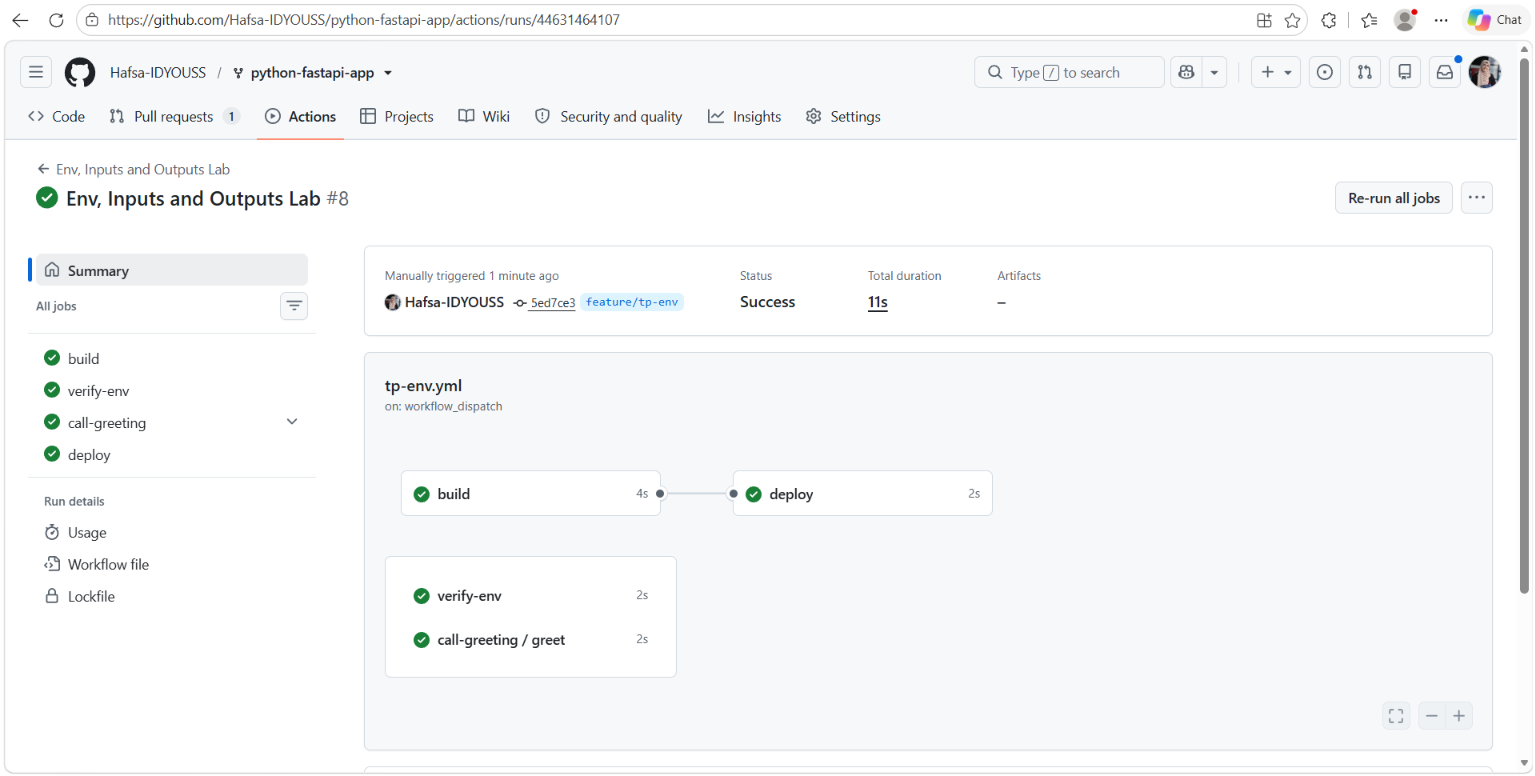 https://github.com/Hafsa-IDYOUSS/python-fastapi-app/actions/runs/44631464107
Chat
Hafsa-IDYOUSS / python-fastapi-app
Type / to search
Code
Pull requests 1
Actions
Projects
Wiki
Security and quality
Insights
Settings
Env, Inputs and Outputs Lab
Env, Inputs and Outputs Lab #8
Re-run all jobs
Summary
All jobs
build
verify-env
call-greeting
deploy
Run details
Usage
Workflow file
Lockfile
Manually triggered 1 minute ago
Hafsa-IDYOUSS 5ed7ce3 feature/tp-env
Status
Success
Total duration
11s
Artifacts
–
tp-env.yml
on: workflow_dispatch
build 4s
deploy 2s
verify-env 2s
call-greeting / greet 2s